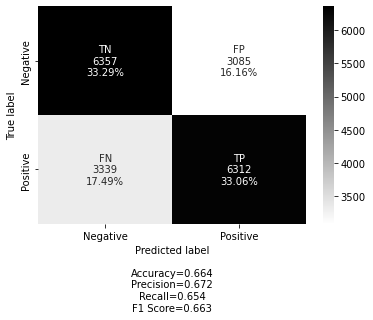 TN
6357
33.29%
FP
3085
16.16%
FN
3339
17.49%
TP
6312
33.06%
Negative
Positive
True label
Negative
Positive
Predicted label
Accuracy=0.664
Precision=0.672
Recall=0.654
F1 Score=0.663
6000
5500
5000
4500
4000
3500